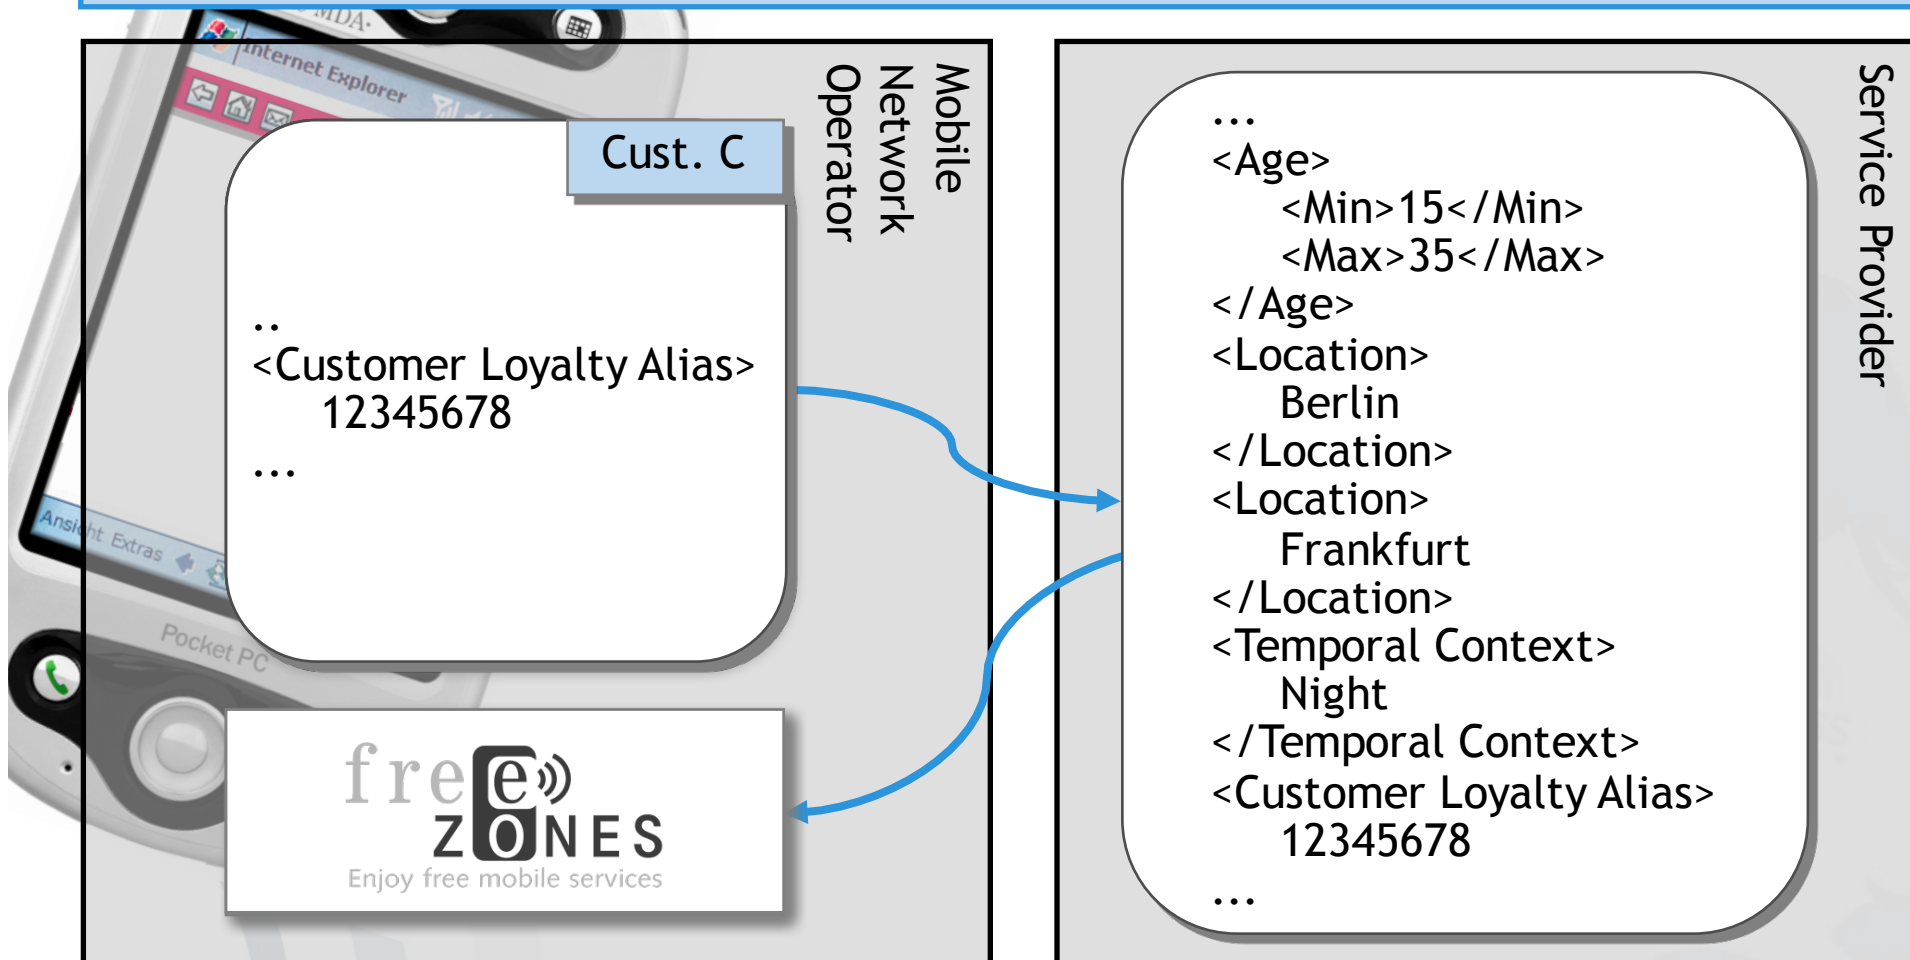 MDA
Internet Explorer
Mobile
Network
Operator
Cust. C
..
<Customer Loyalty Alias>
12345678
...
Ansicht Extras
Pocket PC
free e
ZONES
Enjoy free mobile services
Service Provider
...
<Age>
<Min>15</Min>
<Max>35</Max>
</Age>
<Location>
Berlin
</Location>
<Location>
Frankfurt
</Location>
<Temporal Context>
Night
</Temporal Context>
<Customer Loyalty Alias>
12345678
...